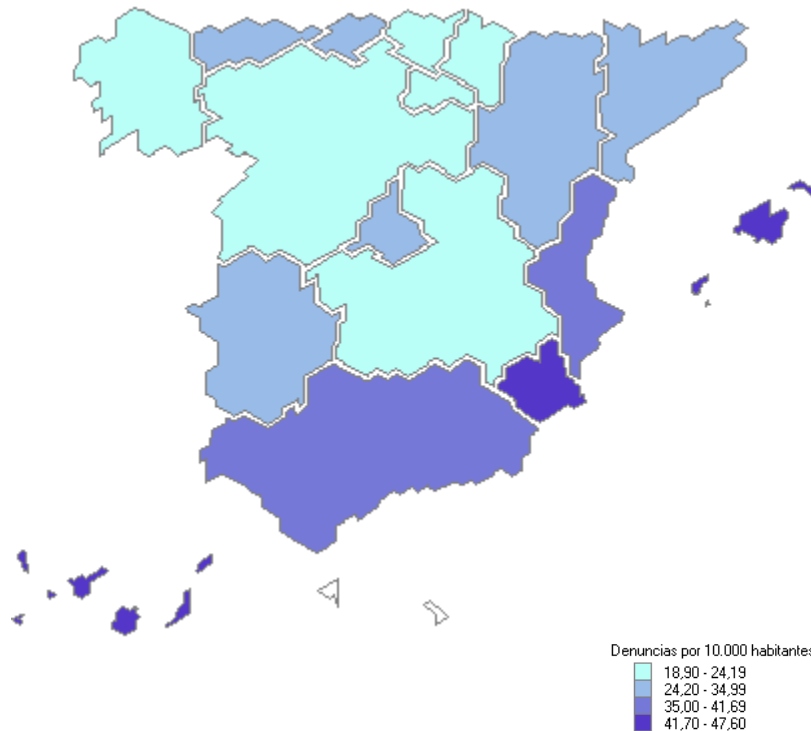 Denuncias por 10.000 habitantes
18,90 - 24,19
24,20 - 34,99
35,00 - 41,69
41,70 - 47,60